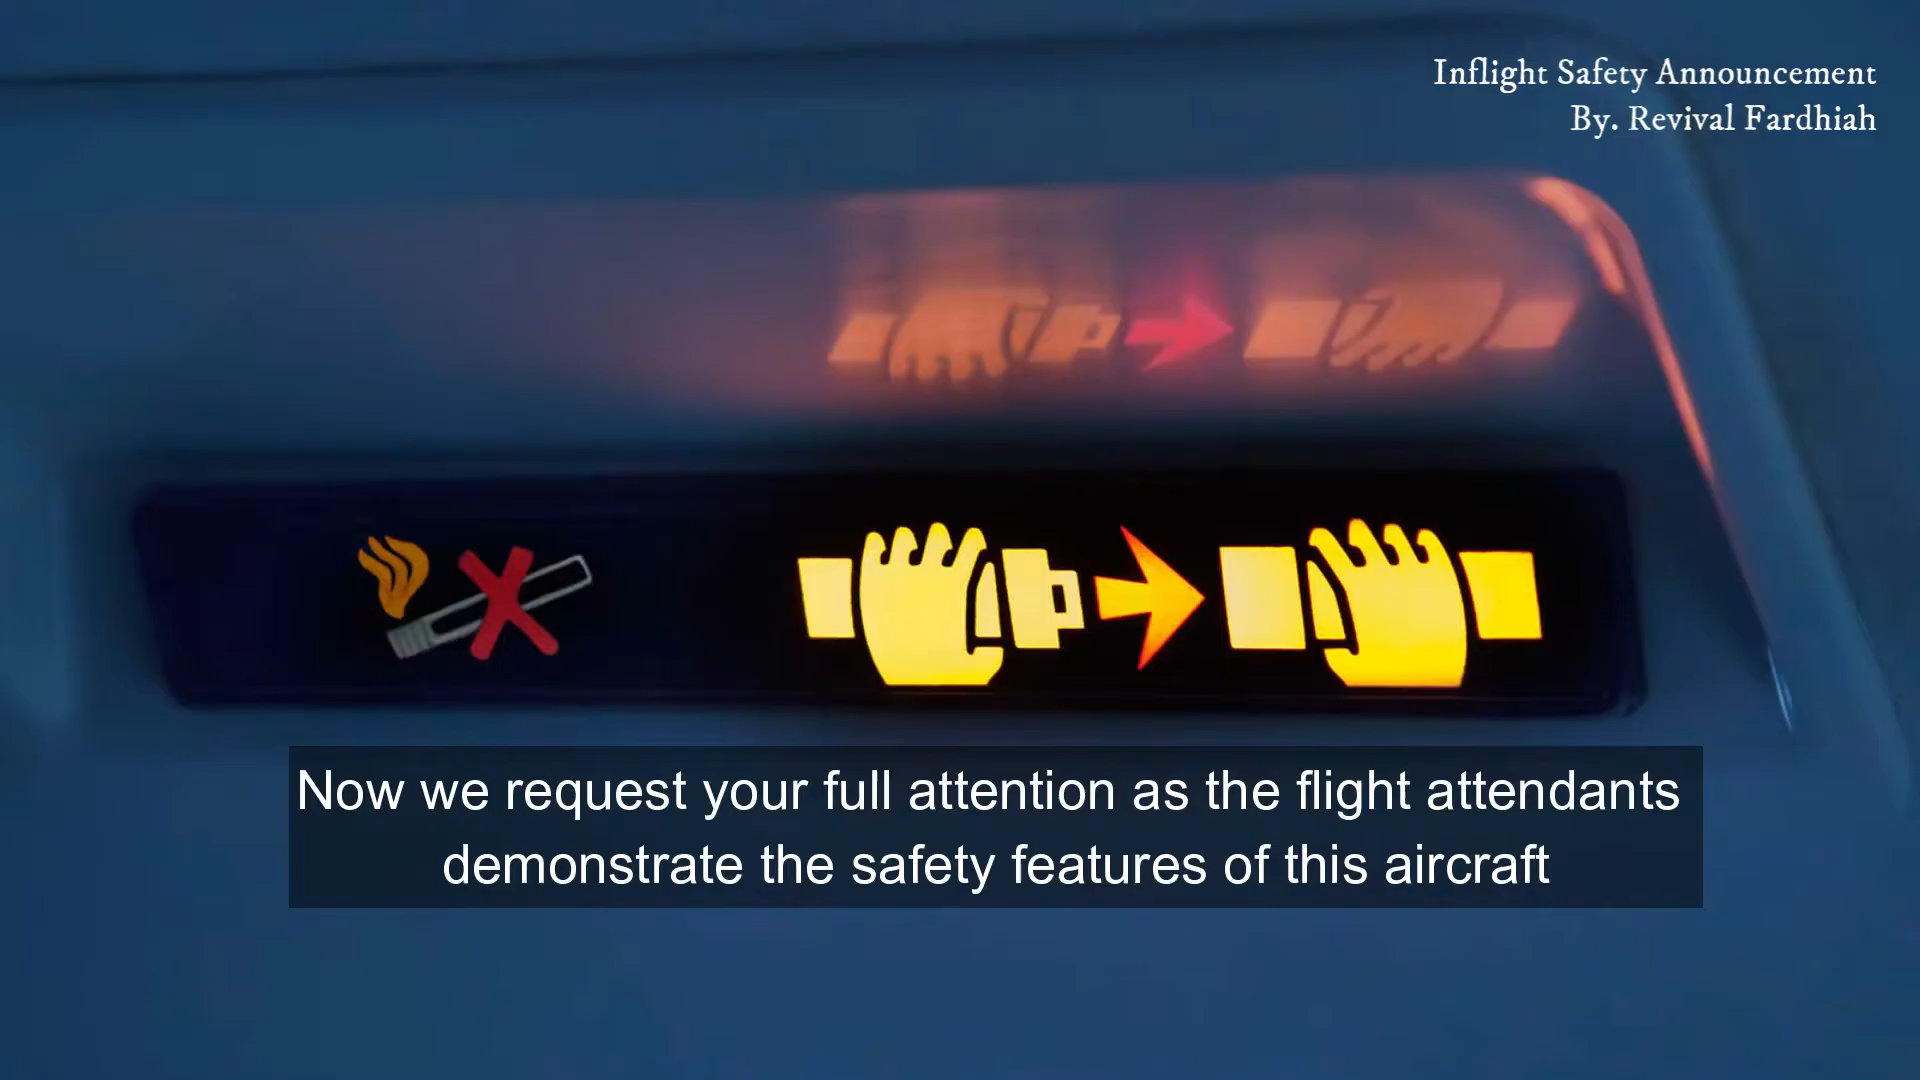 Inflight Safety Announcement
By. Revival Fardhiah
Now we request your full attention as the flight attendants
demonstrate the safety features of this aircraft